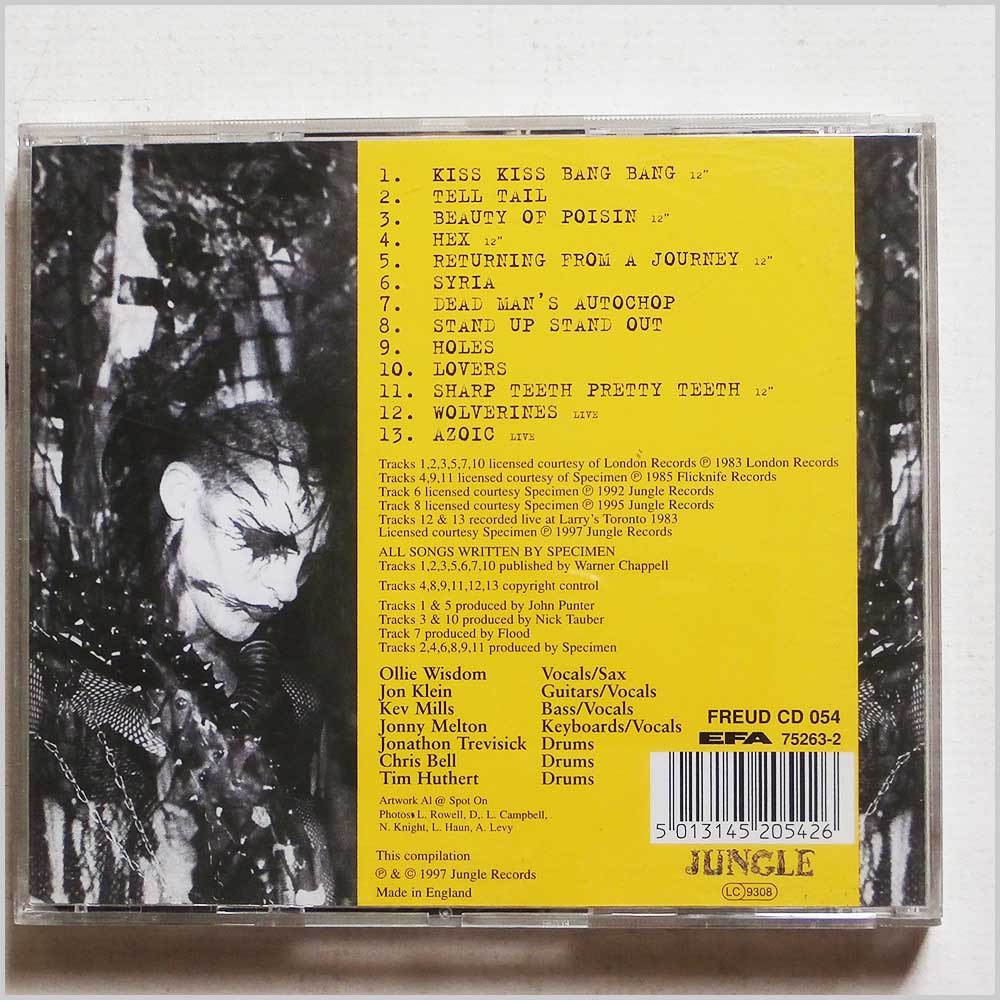 1. KISS KISS BANG BANG 12"
2. TELL TAIL
3. BEAUTY OF POISIN 12"
4. HEX 12"
5. RETURNING FROM A JOURNEY 12"
6. SYRIA
7. DEAD MAN'S AUTOCHOP
8. STAND UP STAND OUT
9. HOLES
10. LOVERS
11. SHARP TEETH PRETTY TEETH 12"
12. WOLVERINES LIVE
13. AZOIC LIVE
Tracks 1,2,3,5,7,10 licensed courtesy of London Records ℗ 1983 London Records
Tracks 4,9,11 licensed courtesy of Specimen ℗ 1985 Flicknife Records
Track 6 licensed courtesy Specimen ℗ 1992 Jungle Records
Track 8 licensed courtesy Specimen ℗ 1995 Jungle Records
Tracks 12 & 13 recorded live at Larry's Toronto 1983
Licensed courtesy Specimen ℗ 1997 Jungle Records
ALL SONGS WRITTEN BY SPECIMEN
Tracks 1,2,3,5,6,7,10 published by Warner Chappell
Tracks 4,8,9,11,12,13 copyright control
Tracks 1 & 5 produced by John Punter
Tracks 3 & 10 produced by Nick Tauber
Track 7 produced by Flood
Tracks 2,4,6,8,9,11 produced by Specimen
Ollie Wisdom Vocals/Sax
Jon Klein Guitars/Vocals
Kev Mills Bass/Vocals
Jonny Melton Keyboards/Vocals
Jonathon Trevisick Drums
Chris Bell Drums
Tim Huthert Drums
Artwork Al @ Spot On
Photos L. Rowell, D,. L. Campbell,
N. Knight, L. Haun, A. Levy
This compilation
℗ & © 1997 Jungle Records
Made in England
FREUD CD 054
EFA 75263-2
5 013145 205426
JUNGLE
LC 9308